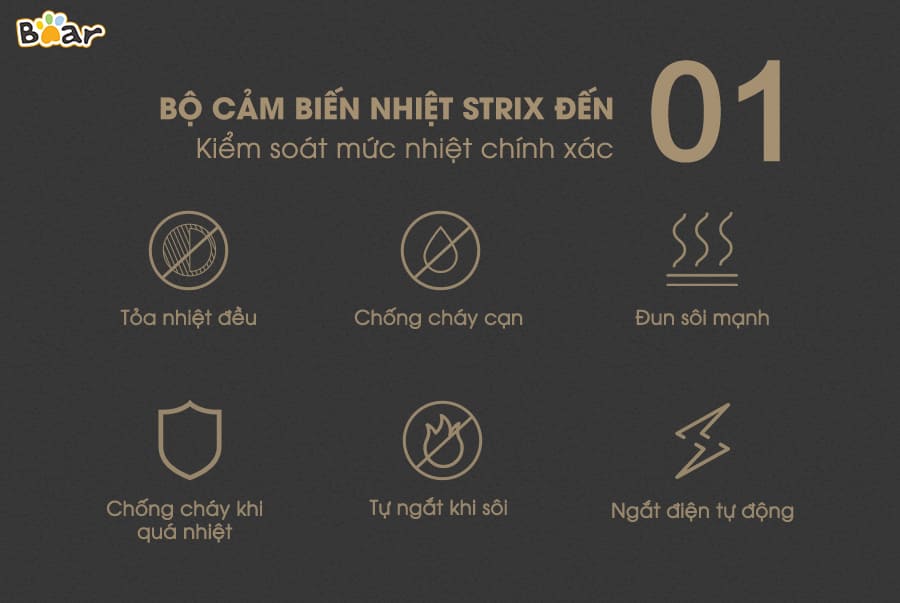 Bear
BỘ CẢM BIẾN NHIỆT STRIX ĐẾN
Kiểm soát mức nhiệt chính xác
01
Tỏa nhiệt đều
Chống cháy cạn
Đun sôi mạnh
Chống cháy khi
quá nhiệt
Tự ngắt khi sôi
Ngắt điện tự động